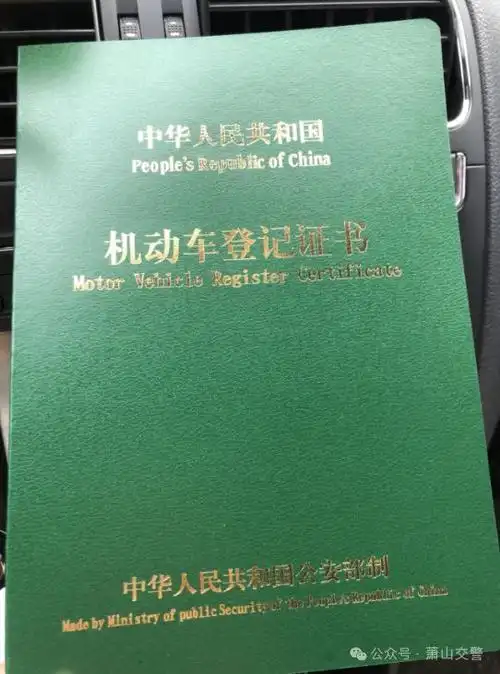 中华人民共和国
People's Republic of China
机动车登记证书
Motor Vehicle Register Certificate
中华人民共和国公安部制
Made by Ministry of public Security of The People's Republic of China
公众号·萧山交警